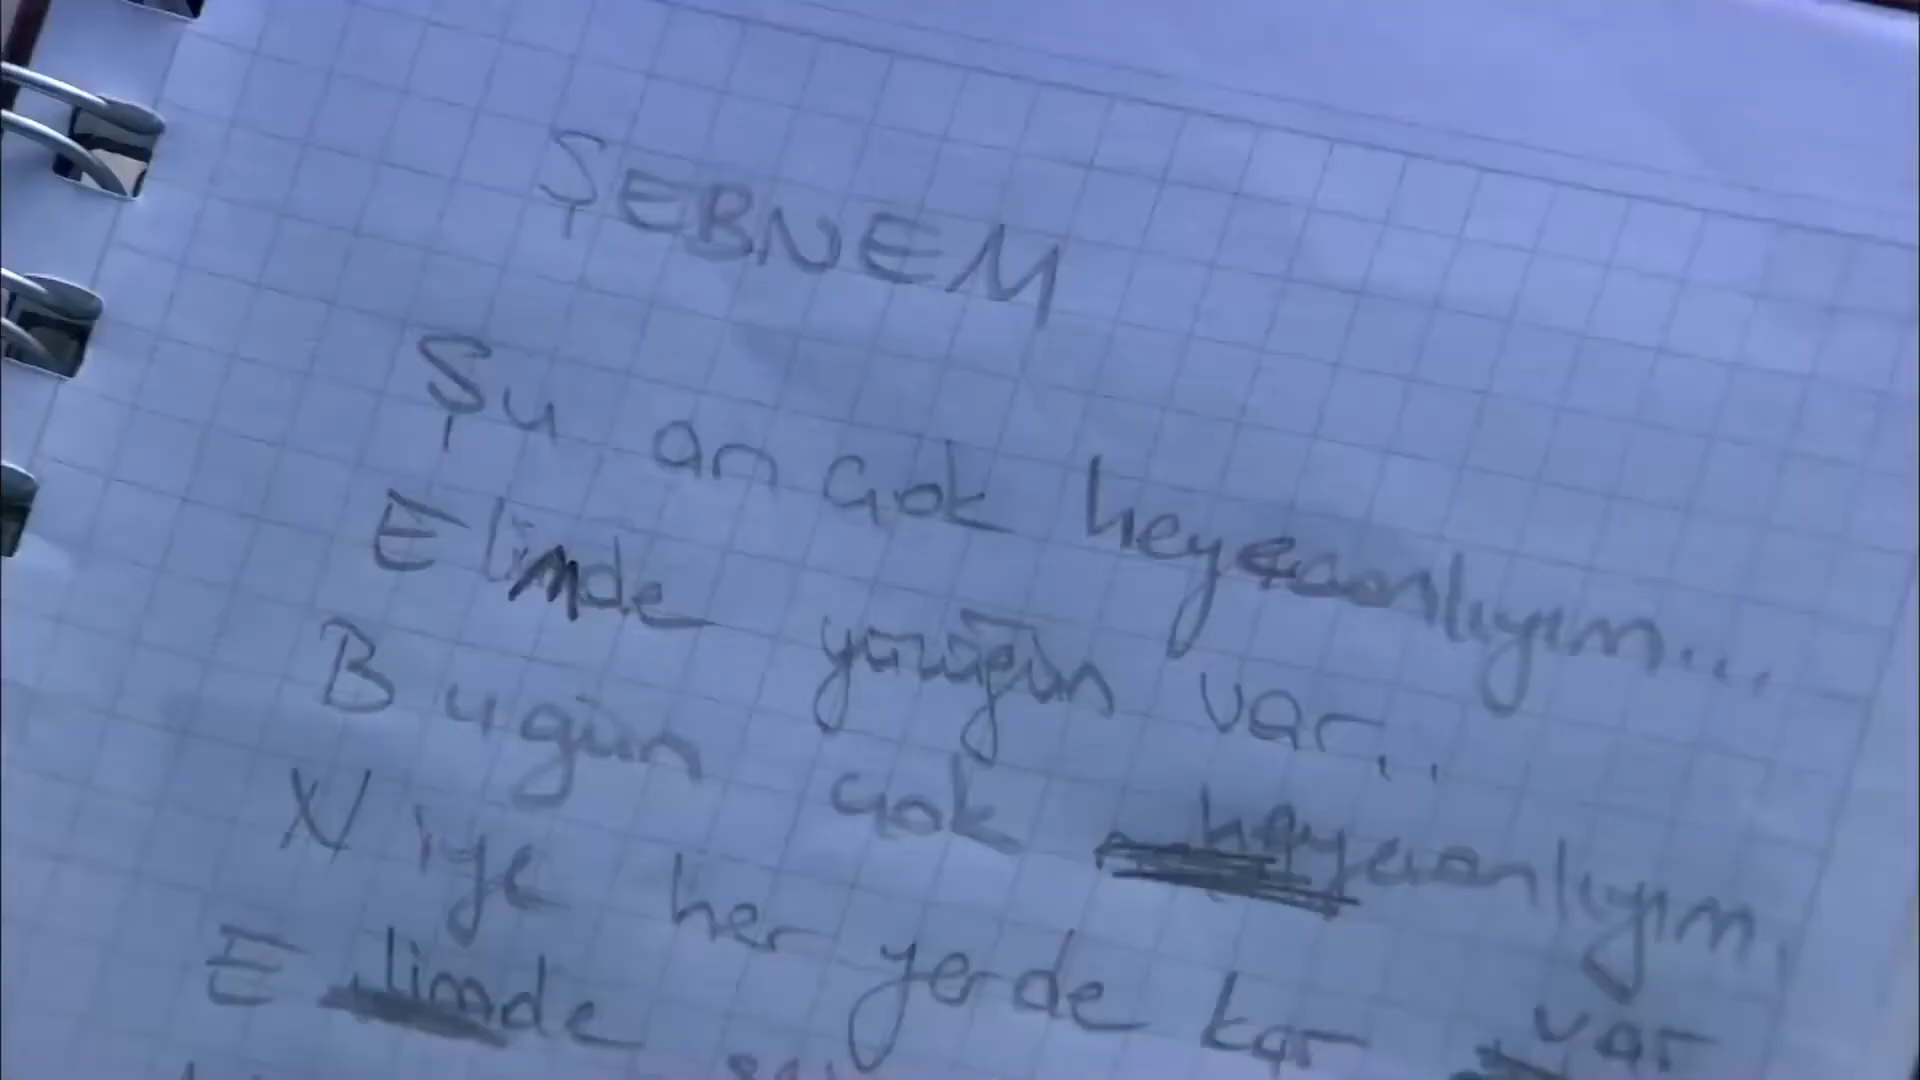 ŞEBNEM
Şu an çok heyecanlıyım...
Elimde yüzüğün var...
Bugün çok heyecanlıyım.
Niye her yerde kar var
Elimde